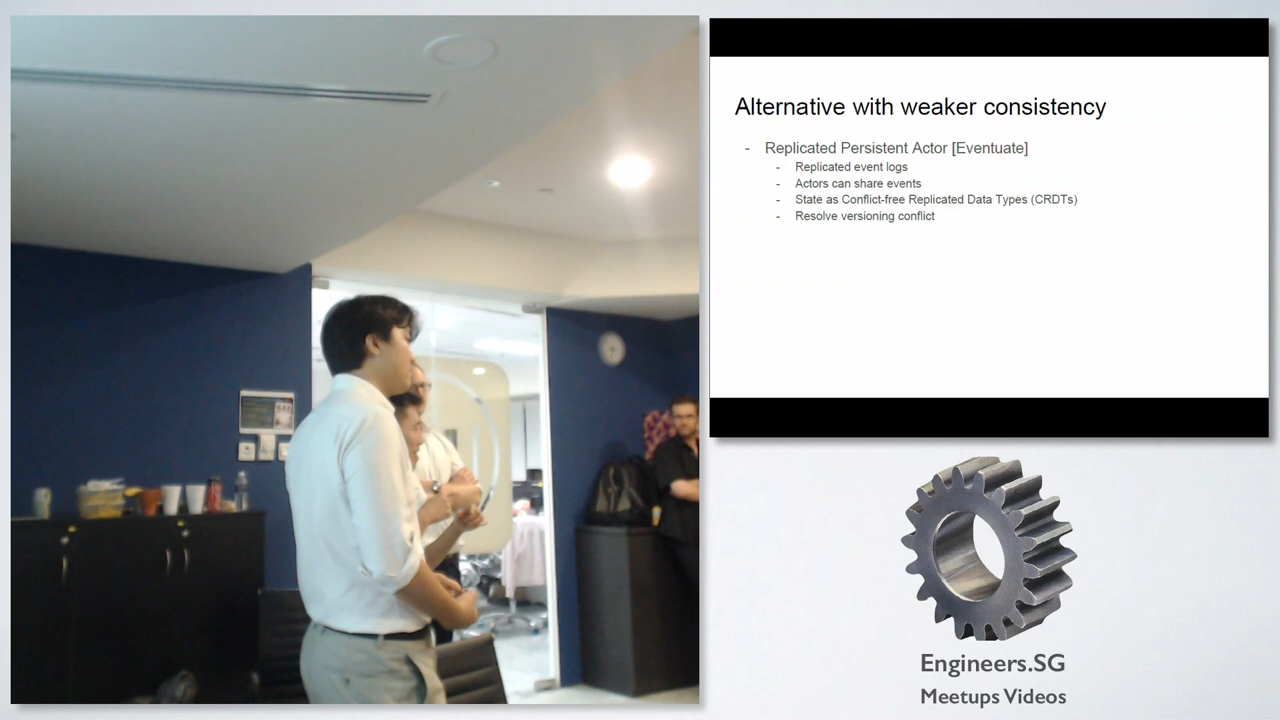 Alternative with weaker consistency
- Replicated Persistent Actor [Eventuate]
- Replicated event logs
- Actors can share events
- State as Conflict-free Replicated Data Types (CRDTs)
- Resolve versioning conflict
Engineers.SG
Meetups Videos